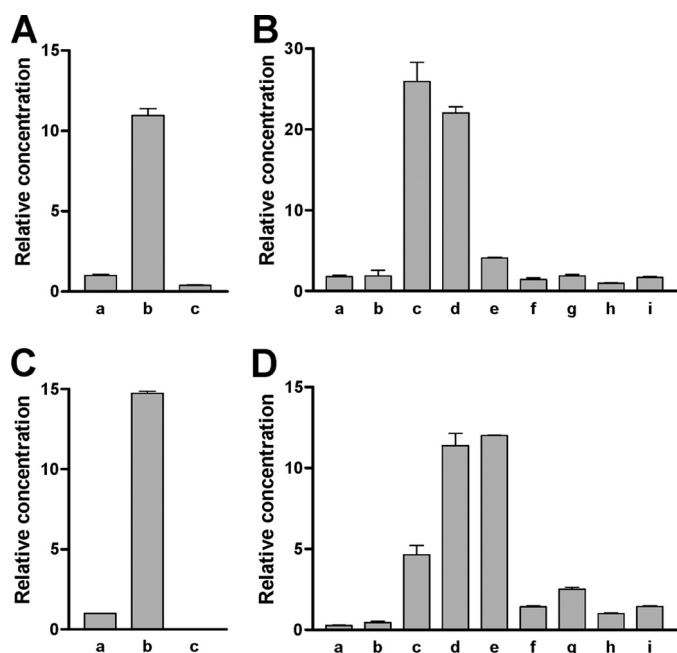 A
Relative concentration
15
10
5
0
a b c
B
Relative concentration
30
20
10
0
a b c d e f g h i
C
Relative concentration
15
10
5
0
a b c
D
Relative concentration
15
10
5
0
a b c d e f g h i